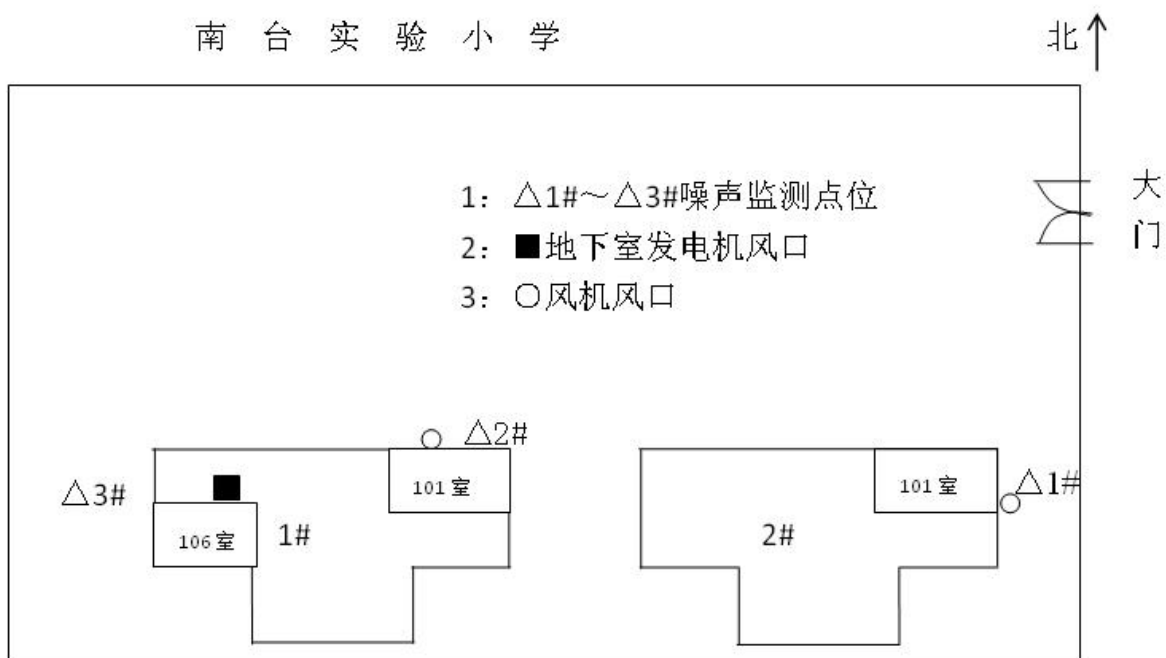 南台实验小学
北
1：△1#～△3#噪声监测点位
大门
2：■地下室发电机风口
3：○风机风口
△2#
△3#
101室
101室
△1#
106室
1#
2#